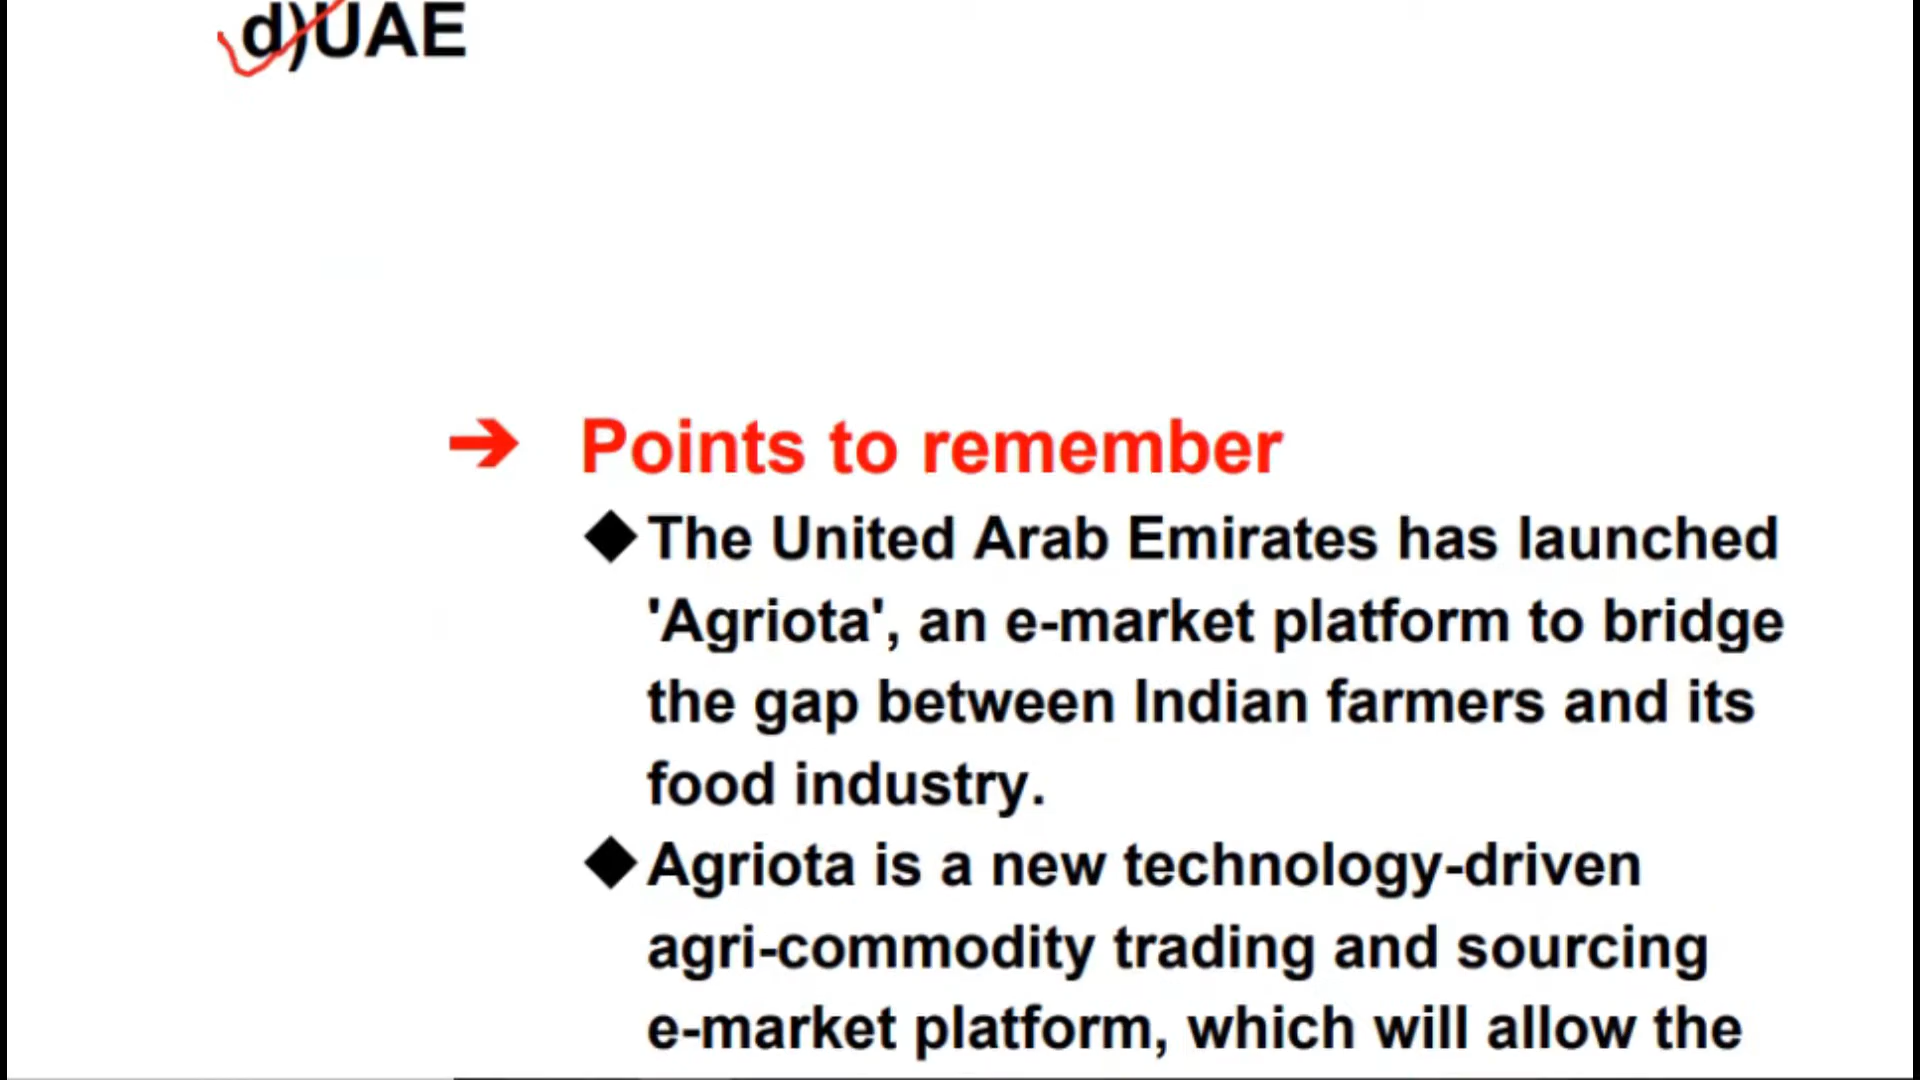 d)UAE
➔ Points to remember
◆The United Arab Emirates has launched
'Agriota', an e-market platform to bridge
the gap between Indian farmers and its
food industry.
◆Agriota is a new technology-driven
agri-commodity trading and sourcing
e-market platform, which will allow the